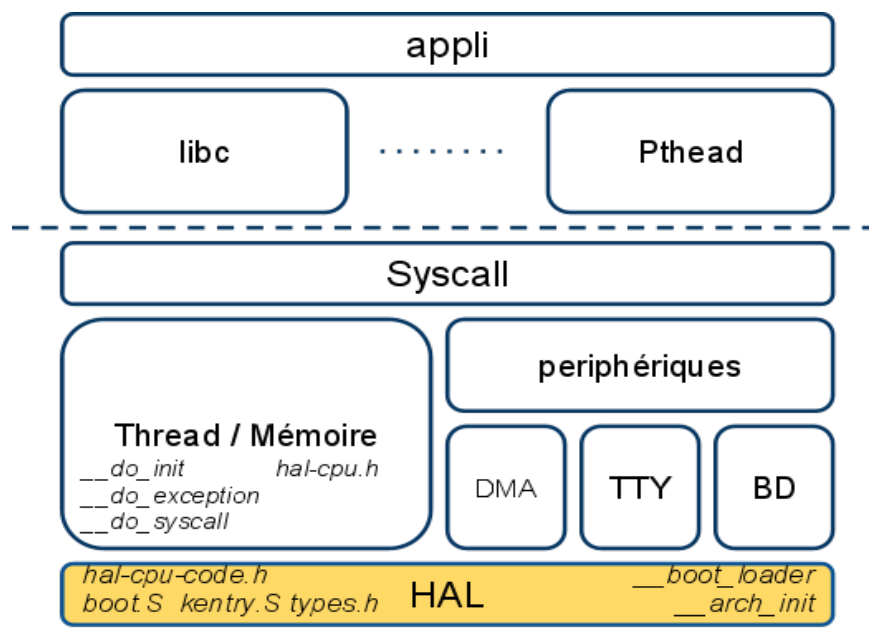 appli
libc
Pthead
Syscall
Thread / Mémoire
__do_init hal-cpu.h
__do_exception
__do_syscall
periphériques
DMA
TTY
BD
hal-cpu-code.h
boot.S kentry.S types.h
HAL
__boot_loader
__arch_init